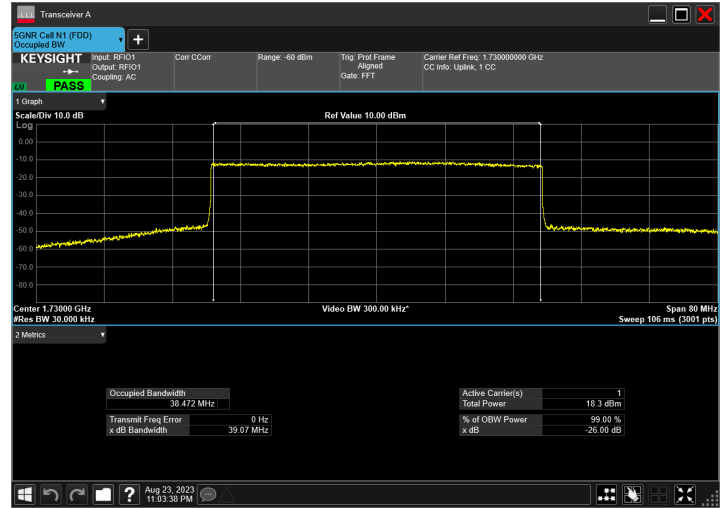 Transceiver A
5GNR Cell N1 (FDD)
Occupied BW
KEYSIGHT
Input: RFIO1
Output: RFIO1
Coupling: AC
Corr CCorr
Range: -60 dBm
Trig: Prot Frame
Aligned
Gate: FFT
Carrier Ref Freq: 1.730000000 GHz
CC Info: Uplink, 1 CC
LXI
PASS
1 Graph
Scale/Div 10.0 dB
Ref Value 10.00 dBm
Log
0.00
-10.0
-20.0
-30.0
-40.0
-50.0
-60.0
-70.0
-80.0
Center 1.73000 GHz
Video BW 300.00 kHz*
Span 80 MHz
#Res BW 30.000 kHz
Sweep 106 ms (3001 pts)
2 Metrics
Occupied Bandwidth
38.472 MHz
Transmit Freq Error 0 Hz
x dB Bandwidth 39.07 MHz
Active Carrier(s) 1
Total Power 18.3 dBm
% of OBW Power 99.00 %
x dB -26.00 dB
?
Aug 23, 2023
11:03:38 PM